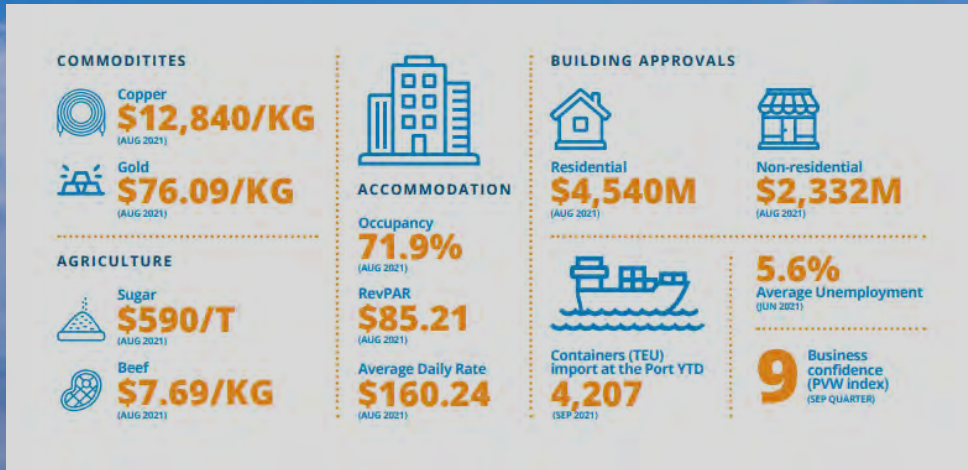 COMMODITITES
Copper
$12,840/KG
(AUG 2021)
Gold
$76.09/KG
(AUG 2021)
AGRICULTURE
Sugar
$590/T
(AUG 2021)
Beef
$7.69/KG
(AUG 2021)
ACCOMMODATION
Occupancy
71.9%
(AUG 2021)
RevPAR
$85.21
(AUG 2021)
Average Daily Rate
$160.24
(AUG 2021)
BUILDING APPROVALS
Residential
$4,540M
(AUG 2021)
Non-residential
$2,332M
(AUG 2021)
Containers (TEU)
import at the Port YTD
4,207
(SEP 2021)
5.6%
Average Unemployment
(JUN 2021)
9
Business
confidence
(PVW index)
(SEP QUARTER)